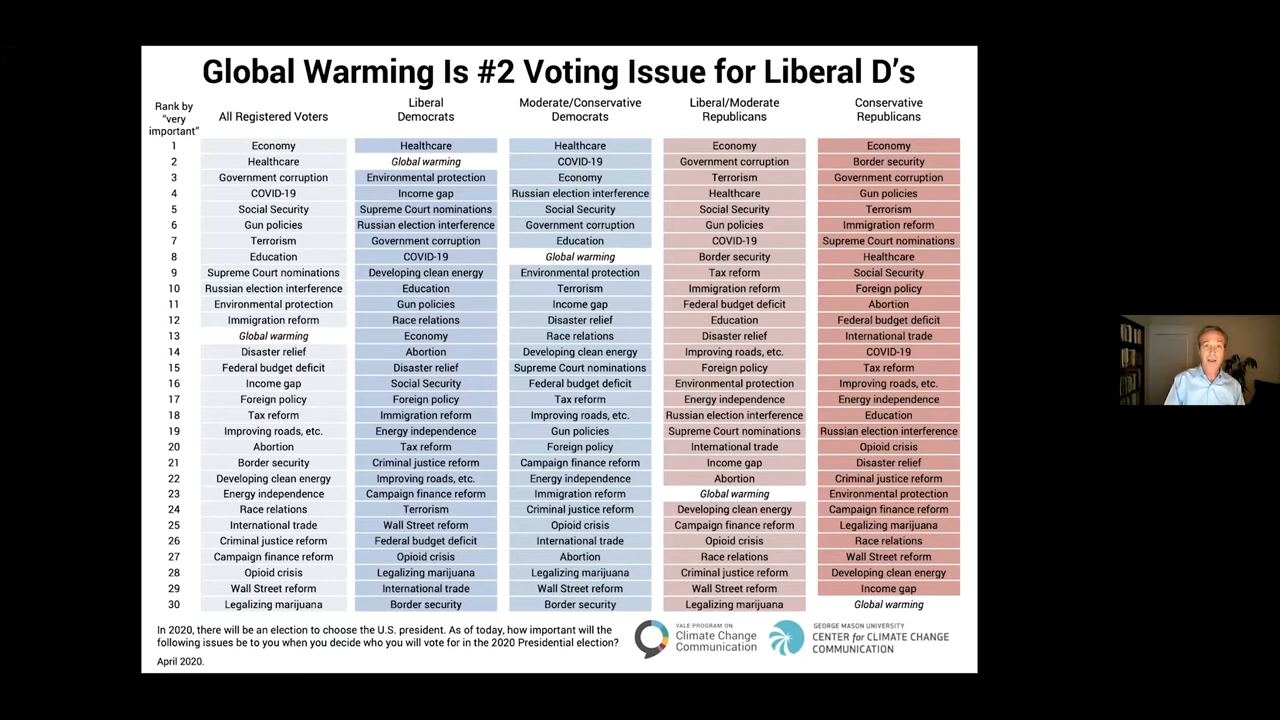 Global Warming Is #2 Voting Issue for Liberal D's
Rank by "very important" All Registered Voters Liberal Democrats Moderate/Conservative Democrats Liberal/Moderate Republicans Conservative Republicans
1 Economy Healthcare Healthcare Economy Economy
2 Healthcare Global warming COVID-19 Government corruption Border security
3 Government corruption Environmental protection Economy Terrorism Government corruption
4 COVID-19 Income gap Russian election interference Healthcare Gun policies
5 Social Security Supreme Court nominations Social Security Social Security Terrorism
6 Gun policies Russian election interference Government corruption Gun policies Immigration reform
7 Terrorism Government corruption Education COVID-19 Supreme Court nominations
8 Education COVID-19 Global warming Border security Healthcare
9 Supreme Court nominations Developing clean energy Environmental protection Tax reform Social Security
10 Russian election interference Education Terrorism Immigration reform Foreign policy
11 Environmental protection Gun policies Income gap Federal budget deficit Abortion
12 Immigration reform Race relations Disaster relief Education Federal budget deficit
13 Global warming Economy Race relations Disaster relief International trade
14 Disaster relief Abortion Developing clean energy Improving roads, etc. COVID-19
15 Federal budget deficit Disaster relief Supreme Court nominations Foreign policy Tax reform
16 Income gap Social Security Federal budget deficit Environmental protection Improving roads, etc.
17 Foreign policy Foreign policy Tax reform Energy independence Energy independence
18 Tax reform Immigration reform Improving roads, etc. Russian election interference Education
19 Improving roads, etc. Energy independence Gun policies Supreme Court nominations Russian election interference
20 Abortion Tax reform Foreign policy International trade Opioid crisis
21 Border security Criminal justice reform Campaign finance reform Income gap Disaster relief
22 Developing clean energy Improving roads, etc. Energy independence Abortion Criminal justice reform
23 Energy independence Campaign finance reform Immigration reform Global warming Environmental protection
24 Race relations Terrorism Criminal justice reform Developing clean energy Campaign finance reform
25 International trade Wall Street reform Opioid crisis Campaign finance reform Legalizing marijuana
26 Criminal justice reform Federal budget deficit International trade Opioid crisis Race relations
27 Campaign finance reform Opioid crisis Abortion Race relations Wall Street reform
28 Opioid crisis Legalizing marijuana Legalizing marijuana Criminal justice reform Developing clean energy
29 Wall Street reform International trade Wall Street reform Wall Street reform Income gap
30 Legalizing marijuana Border security Border security Legalizing marijuana Global warming
In 2020, there will be an election to choose the U.S. president. As of today, how important will the
following issues be to you when you decide who you will vote for in the 2020 Presidential election?
April 2020.
YALE PROGRAM ON
Climate Change
Communication
GEORGE MASON UNIVERSITY
CENTER for CLIMATE CHANGE
COMMUNICATION